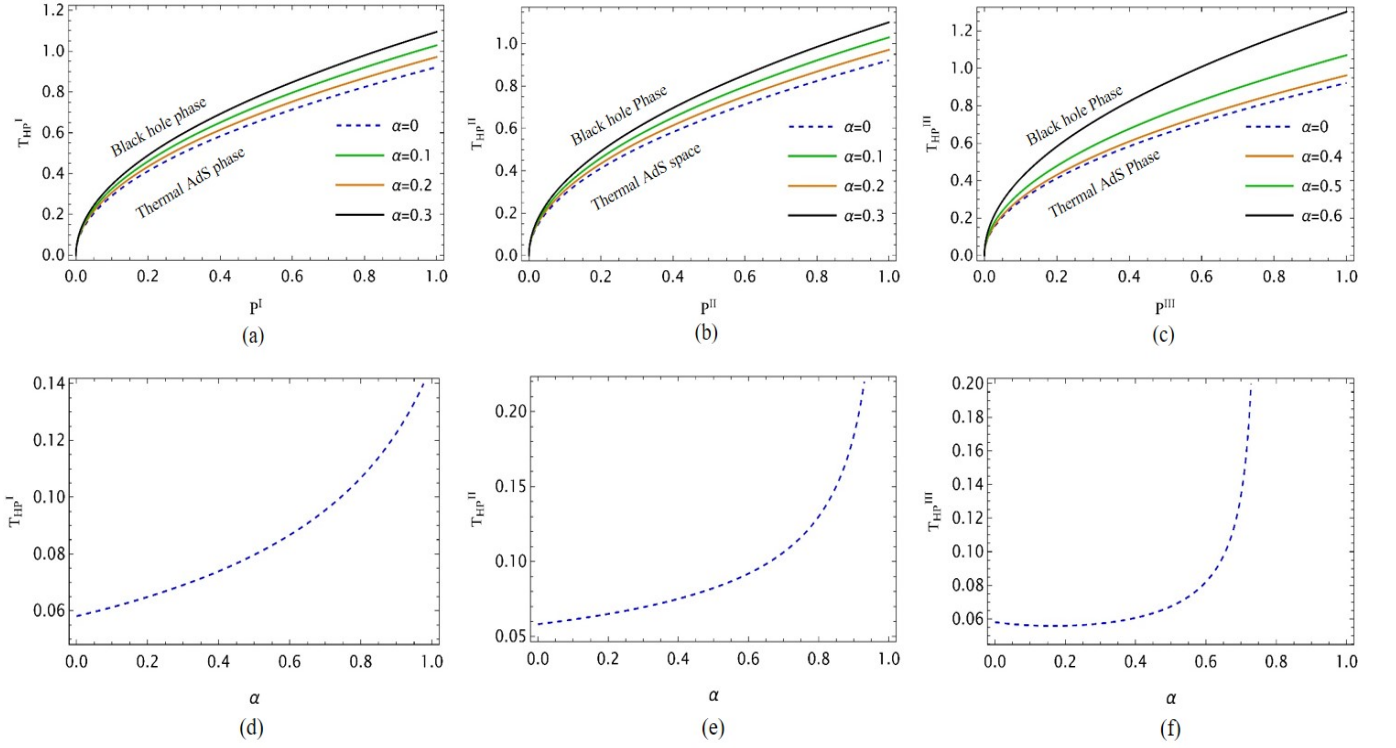 1.2
1.0
0.8
0.6
0.4
0.2
0.0
T_HP^I
Black hole phase
Thermal AdS phase
α=0
α=0.1
α=0.2
α=0.3
0.0 0.2 0.4 0.6 0.8 1.0
P^I
(a)
1.0
0.8
0.6
0.4
0.2
0.0
T_HP^II
Black hole Phase
Thermal AdS space
α=0
α=0.1
α=0.2
α=0.3
0.0 0.2 0.4 0.6 0.8 1.0
P^II
(b)
1.2
1.0
0.8
0.6
0.4
0.2
0.0
T_HP^III
Black hole Phase
Thermal AdS Phase
α=0
α=0.4
α=0.5
α=0.6
0.0 0.2 0.4 0.6 0.8 1.0
P^III
(c)
0.14
0.12
0.10
0.08
0.06
T_HP^I
0.0 0.2 0.4 0.6 0.8 1.0
α
(d)
0.20
0.15
0.10
0.05
T_HP^II
0.0 0.2 0.4 0.6 0.8 1.0
α
(e)
0.20
0.18
0.16
0.14
0.12
0.10
0.08
0.06
T_HP^III
0.0 0.2 0.4 0.6 0.8 1.0
α
(f)